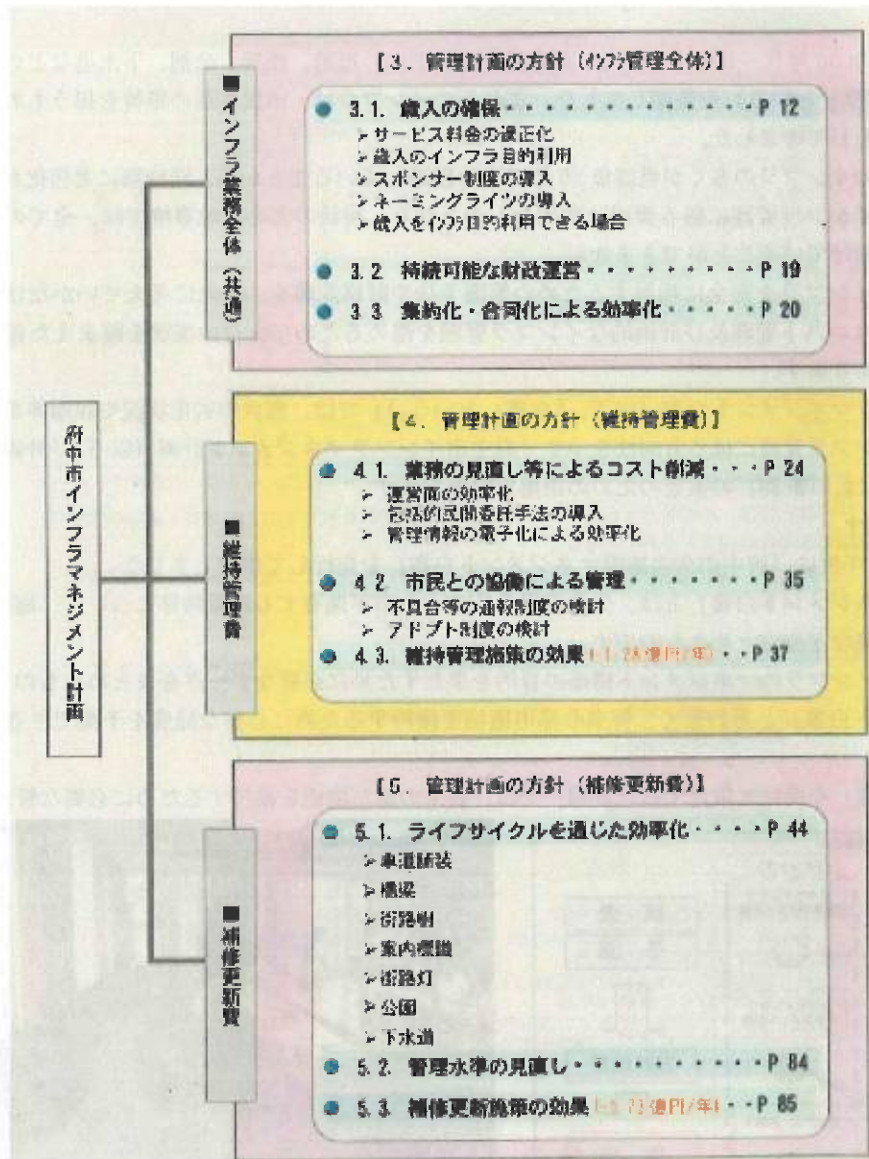 府中市インフラマネジメント計画
■インフラ業務全体（共通）
【3．管理計画の方針（インフラ管理全体）】
3.1. 歳入の確保・・・・・・・・・・・・・P 12
➢サービス料金の適正化
➢歳入のインフラ目的利用
➢スポンサー制度の導入
➢ネーミングライツの導入
➢歳入をインフラ目的利用できる場合
3.2 持続可能な財政運営・・・・・・・・・P 19
3.3 集約化・合同化による効率化・・・・・P 20
■維持管理費
【4．管理計画の方針（維持管理費）】
4.1. 業務の見直し等によるコスト削減・・・P 24
➢ 運営面の効率化
➢ 包括的民間委託手法の導入
➢ 管理情報の電子化による効率化
4.2 市民との協働による管理・・・・・・・P 35
➢ 不具合等の通報制度の検討
➢ アドプト制度の検討
4.3. 維持管理施策の効果 億円/年）・・P 37
■補修更新費
【5．管理計画の方針（補修更新費）】
5.1. ライフサイクルを通じた効率化・・・・P 44
➢車道舗装
➢橋梁
➢街路樹
➢案内標識
➢街路灯
➢公園
➢下水道
5.2. 管理水準の見直し・・・・・・・・・・P 84
5.3 補修更新施策の効果 億円/年）・・P 85